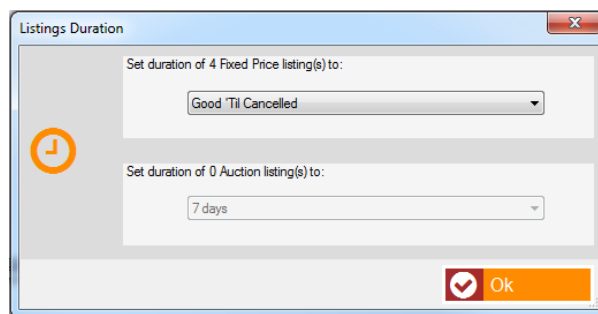 Listings Duration
Set duration of 4 Fixed Price listing(s) to:
Good 'Til Cancelled
Set duration of 0 Auction listing(s) to:
7 days
Ok